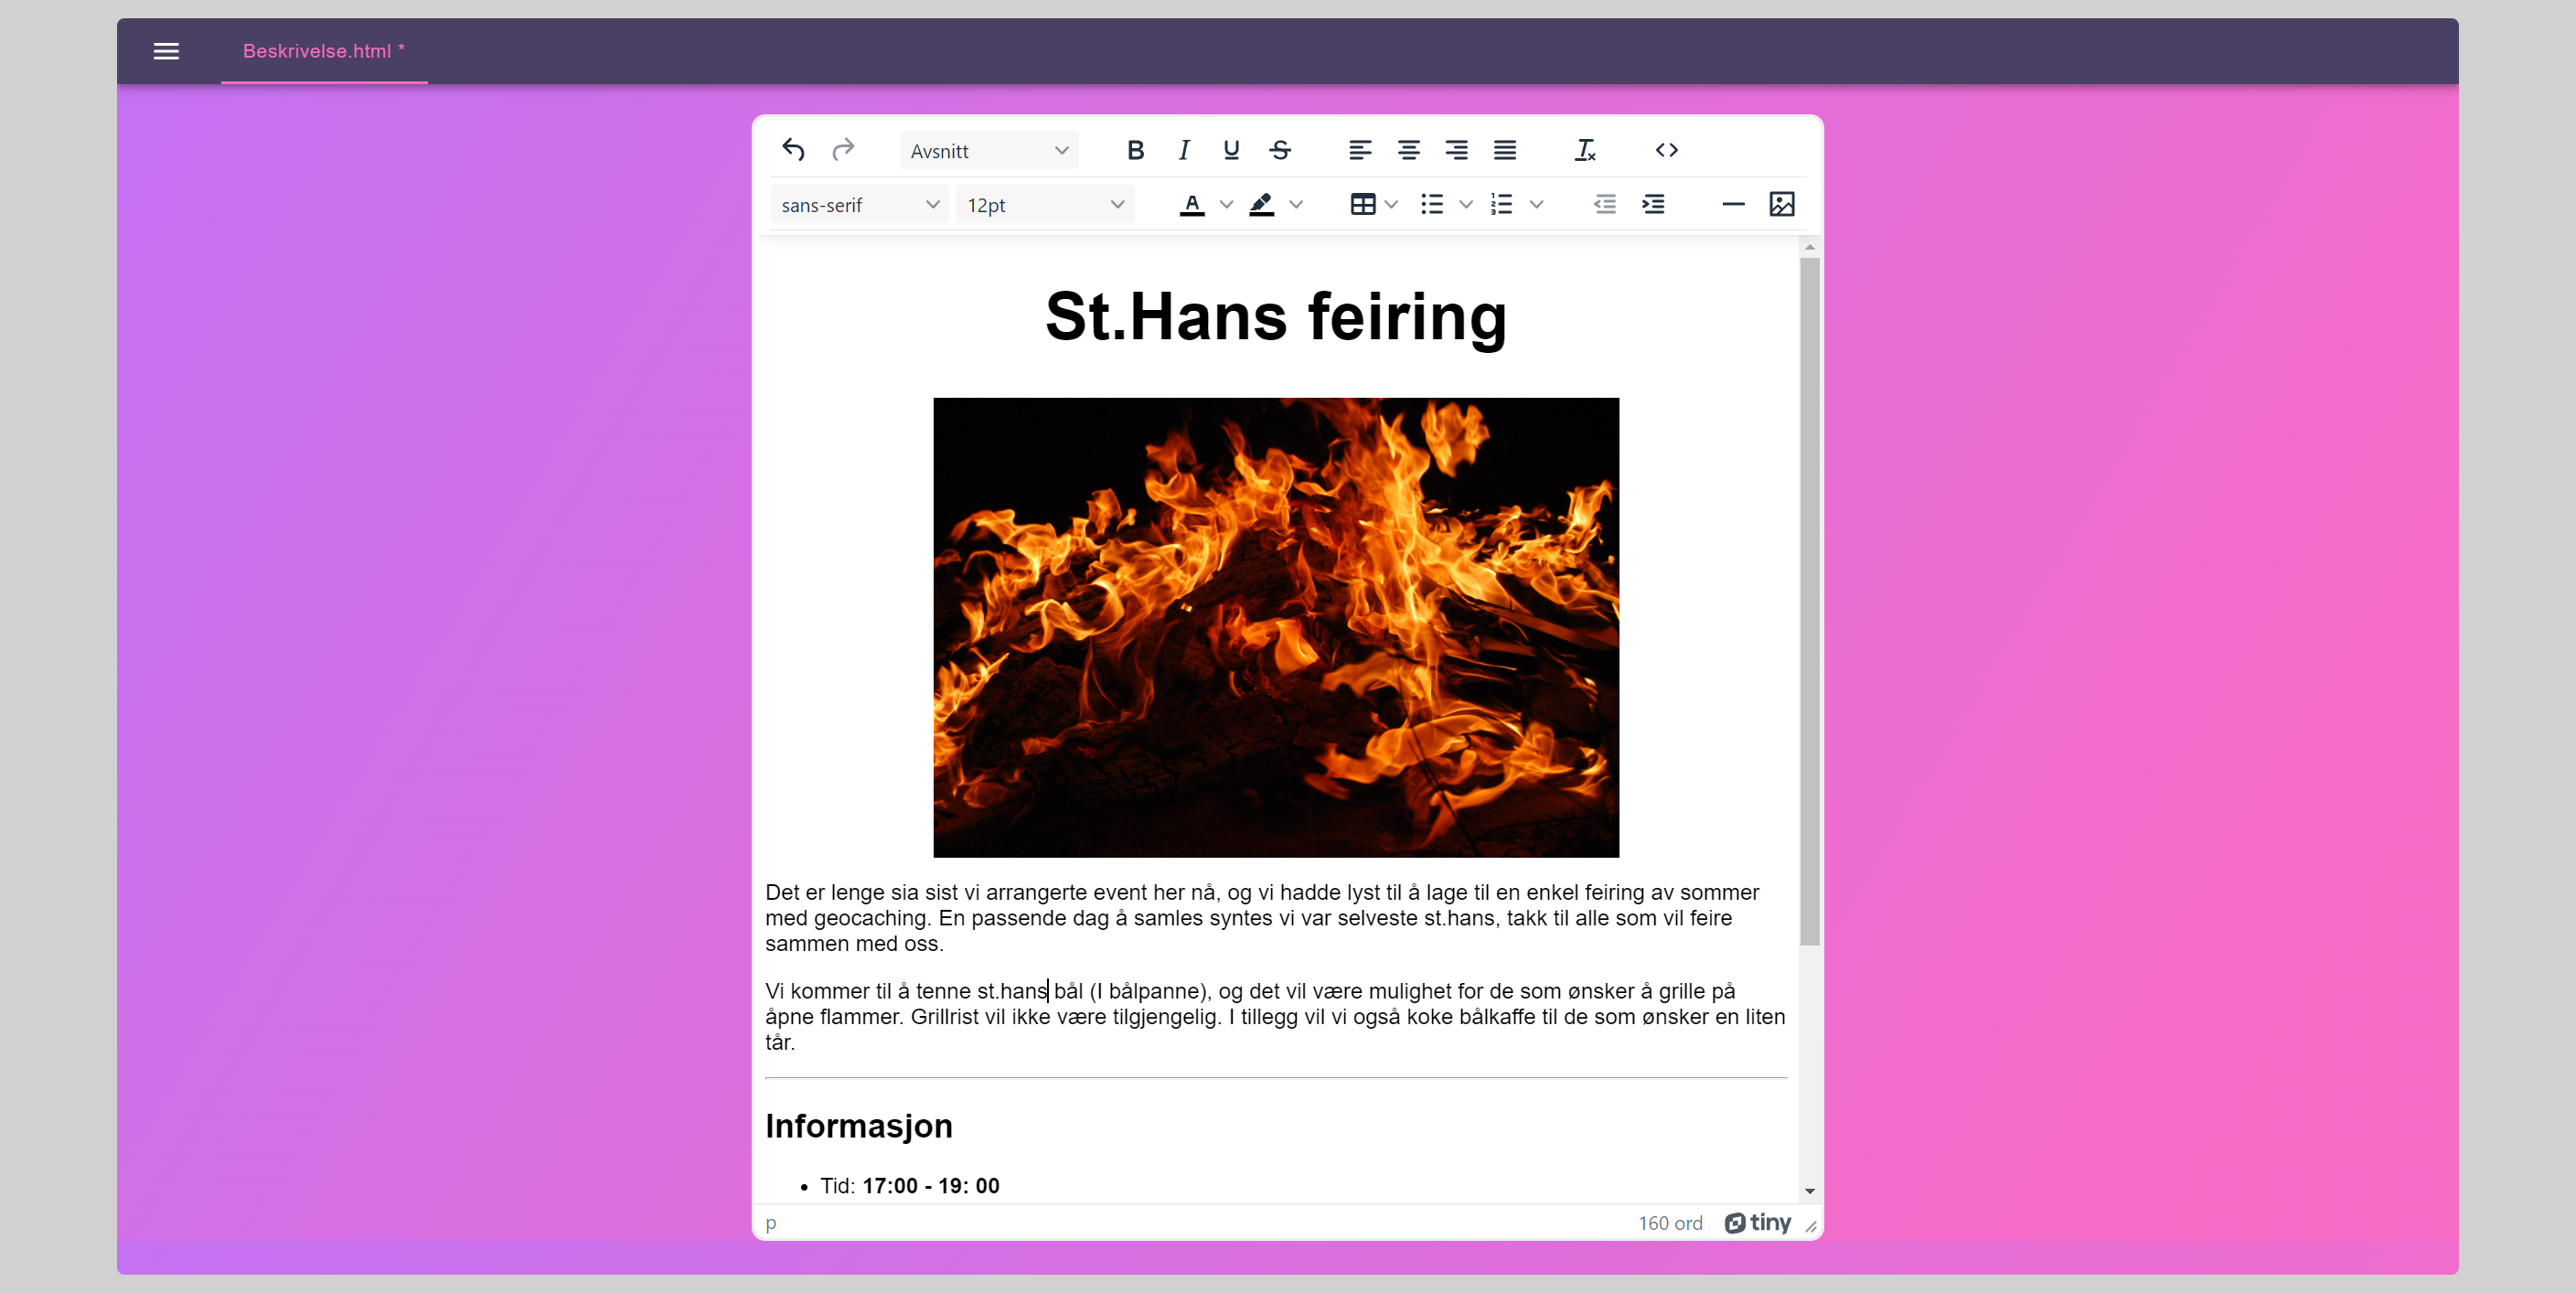 Beskrivelse.html *
Avsnitt
sans-serif
12pt
St.Hans feiring
Det er lenge sia sist vi arrangerte event her nå, og vi hadde lyst til å lage til en enkel feiring av sommer
med geocaching. En passende dag å samles syntes vi var selveste st.hans, takk til alle som vil feire
sammen med oss.
Vi kommer til å tenne st.hans bål (I bålpanne), og det vil være mulighet for de som ønsker å grille på
åpne flammer. Grillrist vil ikke være tilgjengelig. I tillegg vil vi også koke bålkaffe til de som ønsker en liten
tår.
Informasjon
• Tid: 17:00 - 19: 00
p
160 ord
tiny